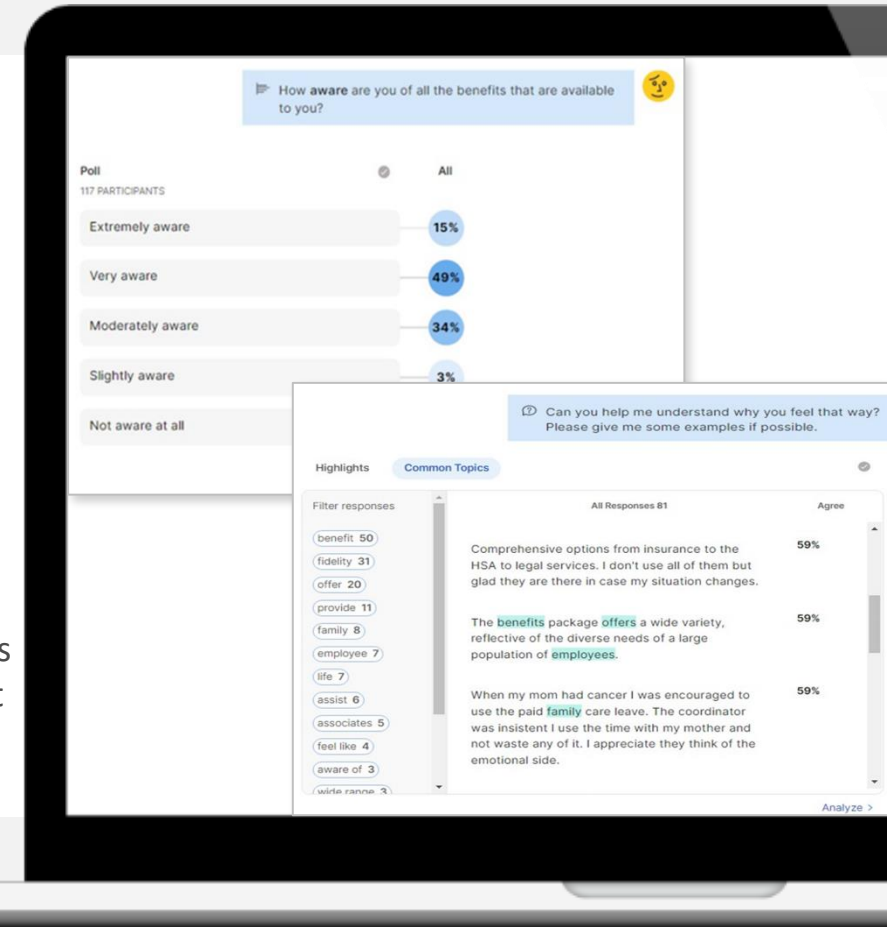 How aware are you of all the benefits that are available
to you?
Poll
All
117 PARTICIPANTS
Extremely aware
15%
Very aware
49%
Moderately aware
34%
Slightly aware
3%
Not aware at all
Can you help me understand why you feel that way?
Please give me some examples if possible.
Highlights
Common Topics
Filter responses
benefit 50
fidelity 31
offer 20
provide 11
family 8
employee 7
life 7
assist 6
associates 5
feel like 4
aware of 3
wide range 3
All Responses 81
Agree
Comprehensive options from insurance to the
HSA to legal services. I don't use all of them but
glad they are there in case my situation changes.
59%
The benefits package offers a wide variety,
reflective of the diverse needs of a large
population of employees.
59%
When my mom had cancer I was encouraged to
use the paid family care leave. The coordinator
was insistent I use the time with my mother and
not waste any of it. I appreciate they think of the
emotional side.
59%
Analyze >